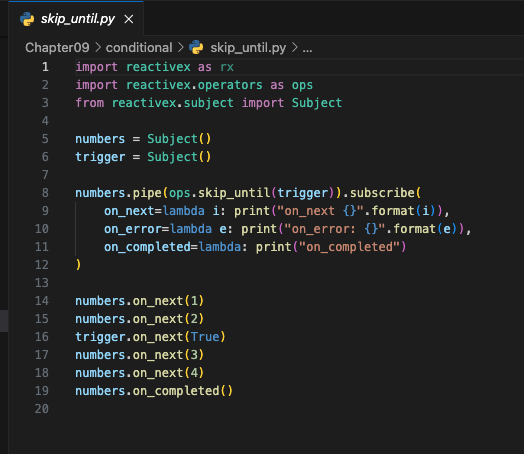 skip_until.py ×
Chapter09 > conditional > skip_until.py > ...
1 import reactivex as rx
2 import reactivex.operators as ops
3 from reactivex.subject import Subject
4
5 numbers = Subject()
6 trigger = Subject()
7
8 numbers.pipe(ops.skip_until(trigger)).subscribe(
9     on_next=lambda i: print("on_next {}".format(i)),
10     on_error=lambda e: print("on_error: {}".format(e)),
11     on_completed=lambda: print("on_completed")
12 )
13
14 numbers.on_next(1)
15 numbers.on_next(2)
16 trigger.on_next(True)
17 numbers.on_next(3)
18 numbers.on_next(4)
19 numbers.on_completed()
20